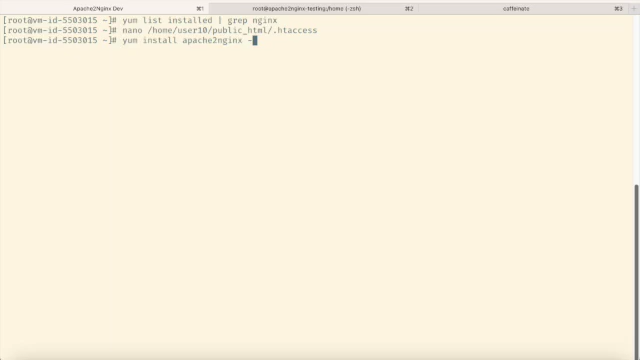 Apache2Nginx Dev ⌘1 root@apache2nginx-testing:/home (-zsh) ⌘2 caffeinate ⌘3 +
[root@vm-id-5503015 ~]# yum list installed | grep nginx
[root@vm-id-5503015 ~]# nano /home/user10/public_html/.htaccess
[root@vm-id-5503015 ~]# yum install apache2nginx -